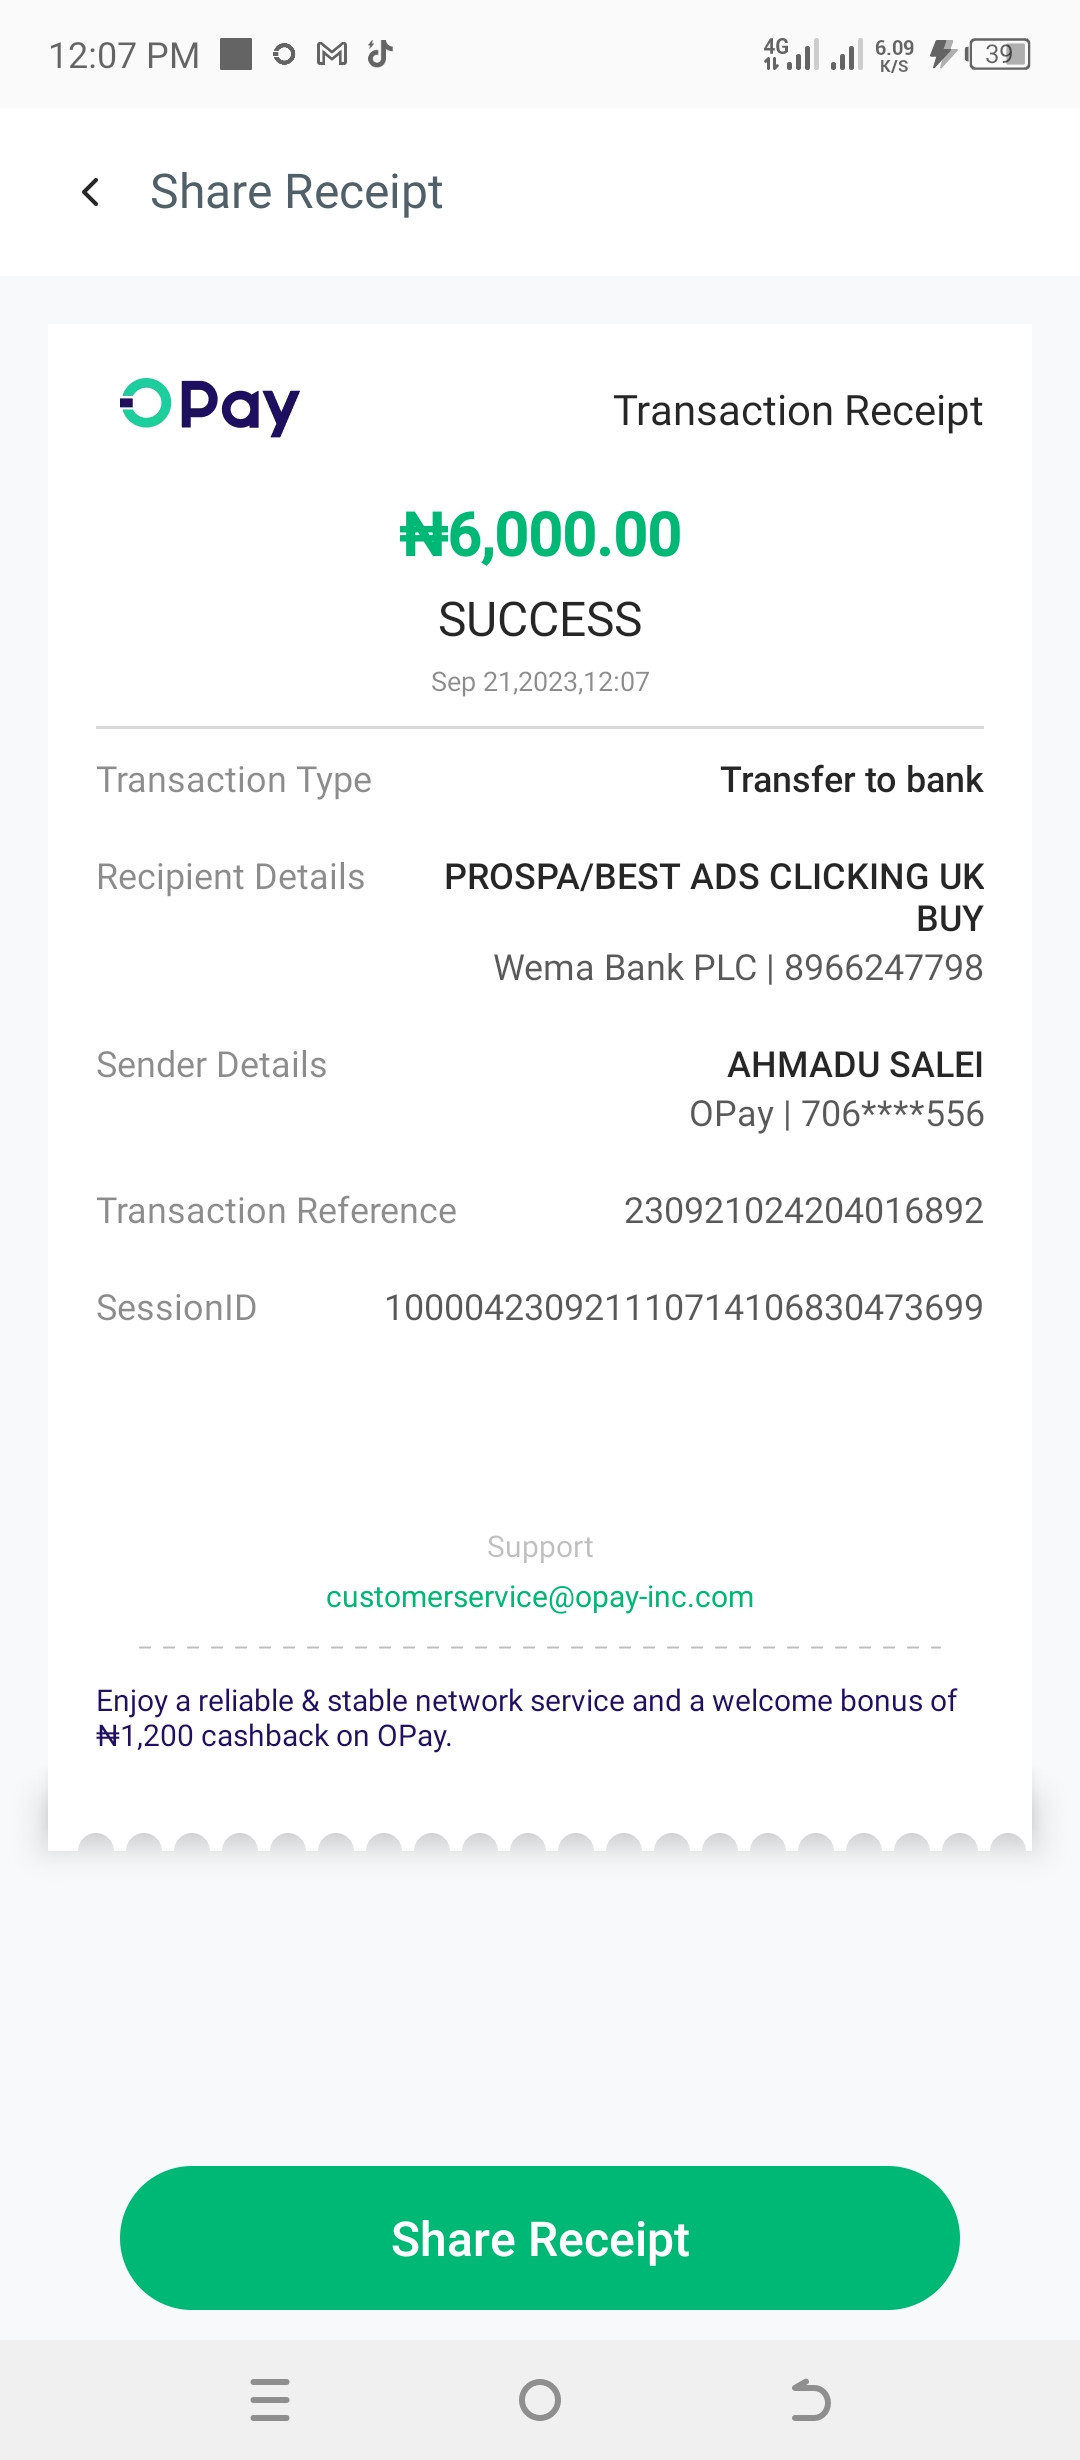 12:07 PM 4G 6.09 K/S 39
Share Receipt
OPay Transaction Receipt
₦6,000.00
SUCCESS
Sep 21,2023,12:07
Transaction Type Transfer to bank
Recipient Details PROSPA/BEST ADS CLICKING UK
BUY
Wema Bank PLC | 8966247798
Sender Details AHMADU SALEI
OPay | 706****556
Transaction Reference 230921024204016892
SessionID 100004230921110714106830473699
Support
customerservice@opay-inc.com
Enjoy a reliable & stable network service and a welcome bonus of
₦1,200 cashback on OPay.
Share Receipt